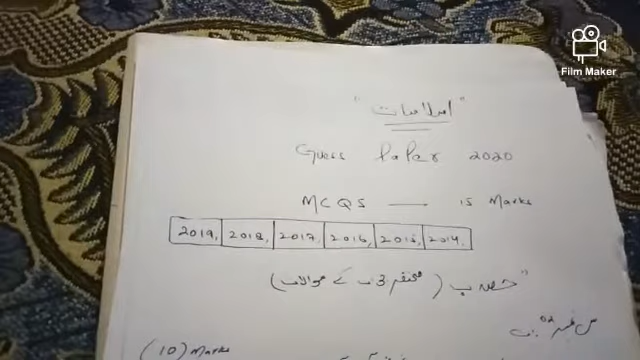 Film Maker
"اسلامیات"
Guess PaPer 2020
MCQS — 15 Marks
2019, 2018, 2017, 2016, 2015, 2014,
"حصہ ب (مختصر کے سوالات)
(10) Marks